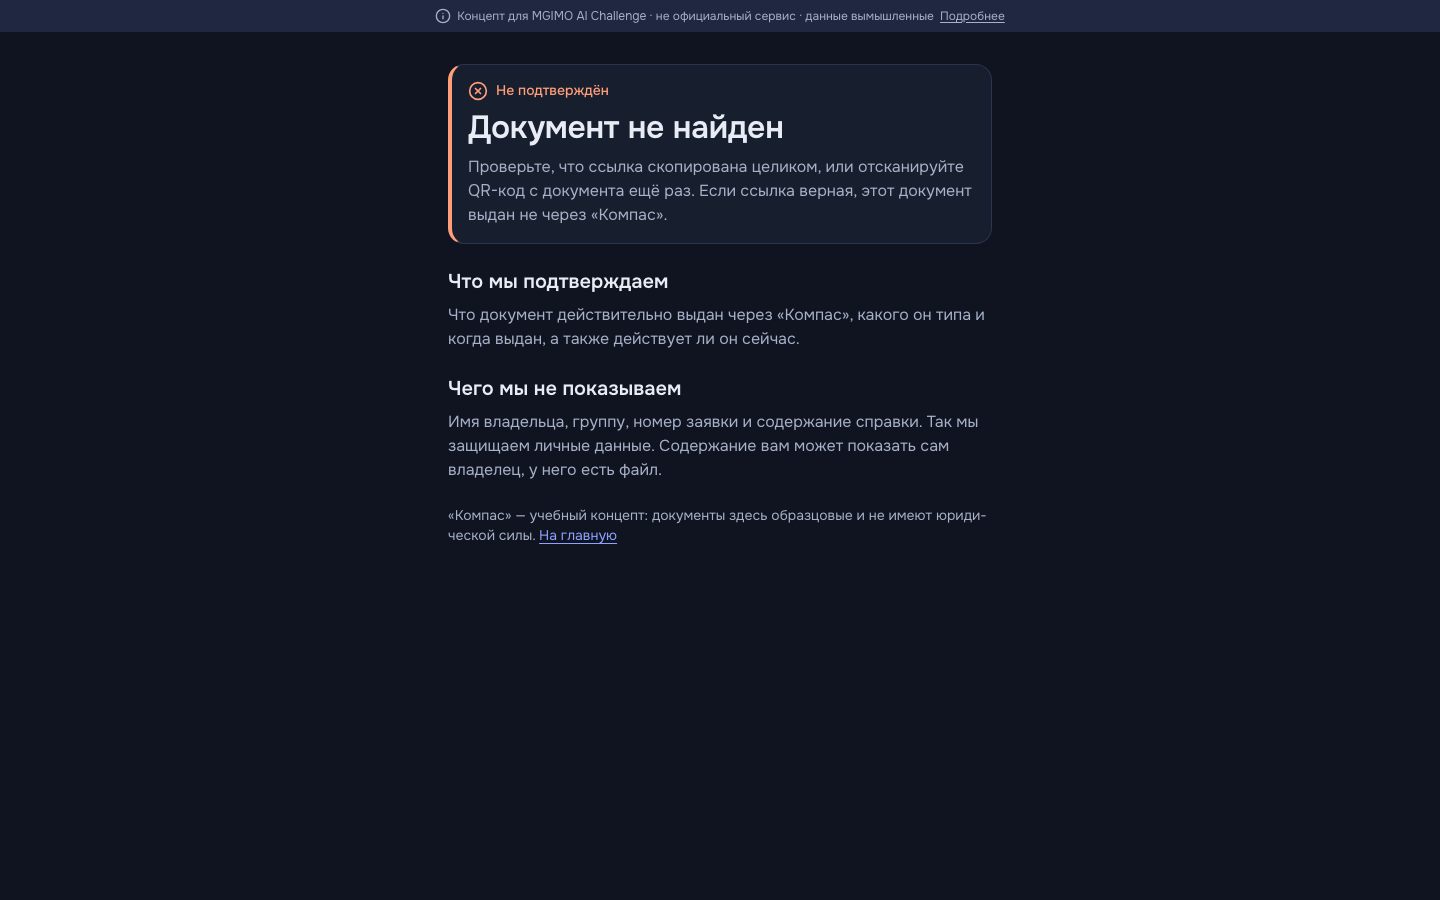 Концепт для MGIMO AI Challenge · не официальный сервис · данные вымышленные Подробнее
Не подтверждён
Документ не найден
Проверьте, что ссылка скопирована целиком, или отсканируйте
QR-код с документа ещё раз. Если ссылка верная, этот документ
выдан не через «Компас».
Что мы подтверждаем
Что документ действительно выдан через «Компас», какого он типа и
когда выдан, а также действует ли он сейчас.
Чего мы не показываем
Имя владельца, группу, номер заявки и содержание справки. Так мы
защищаем личные данные. Содержание вам может показать сам
владелец, у него есть файл.
«Компас» — учебный концепт: документы здесь образцовые и не имеют юриди-
ческой силы. На главную